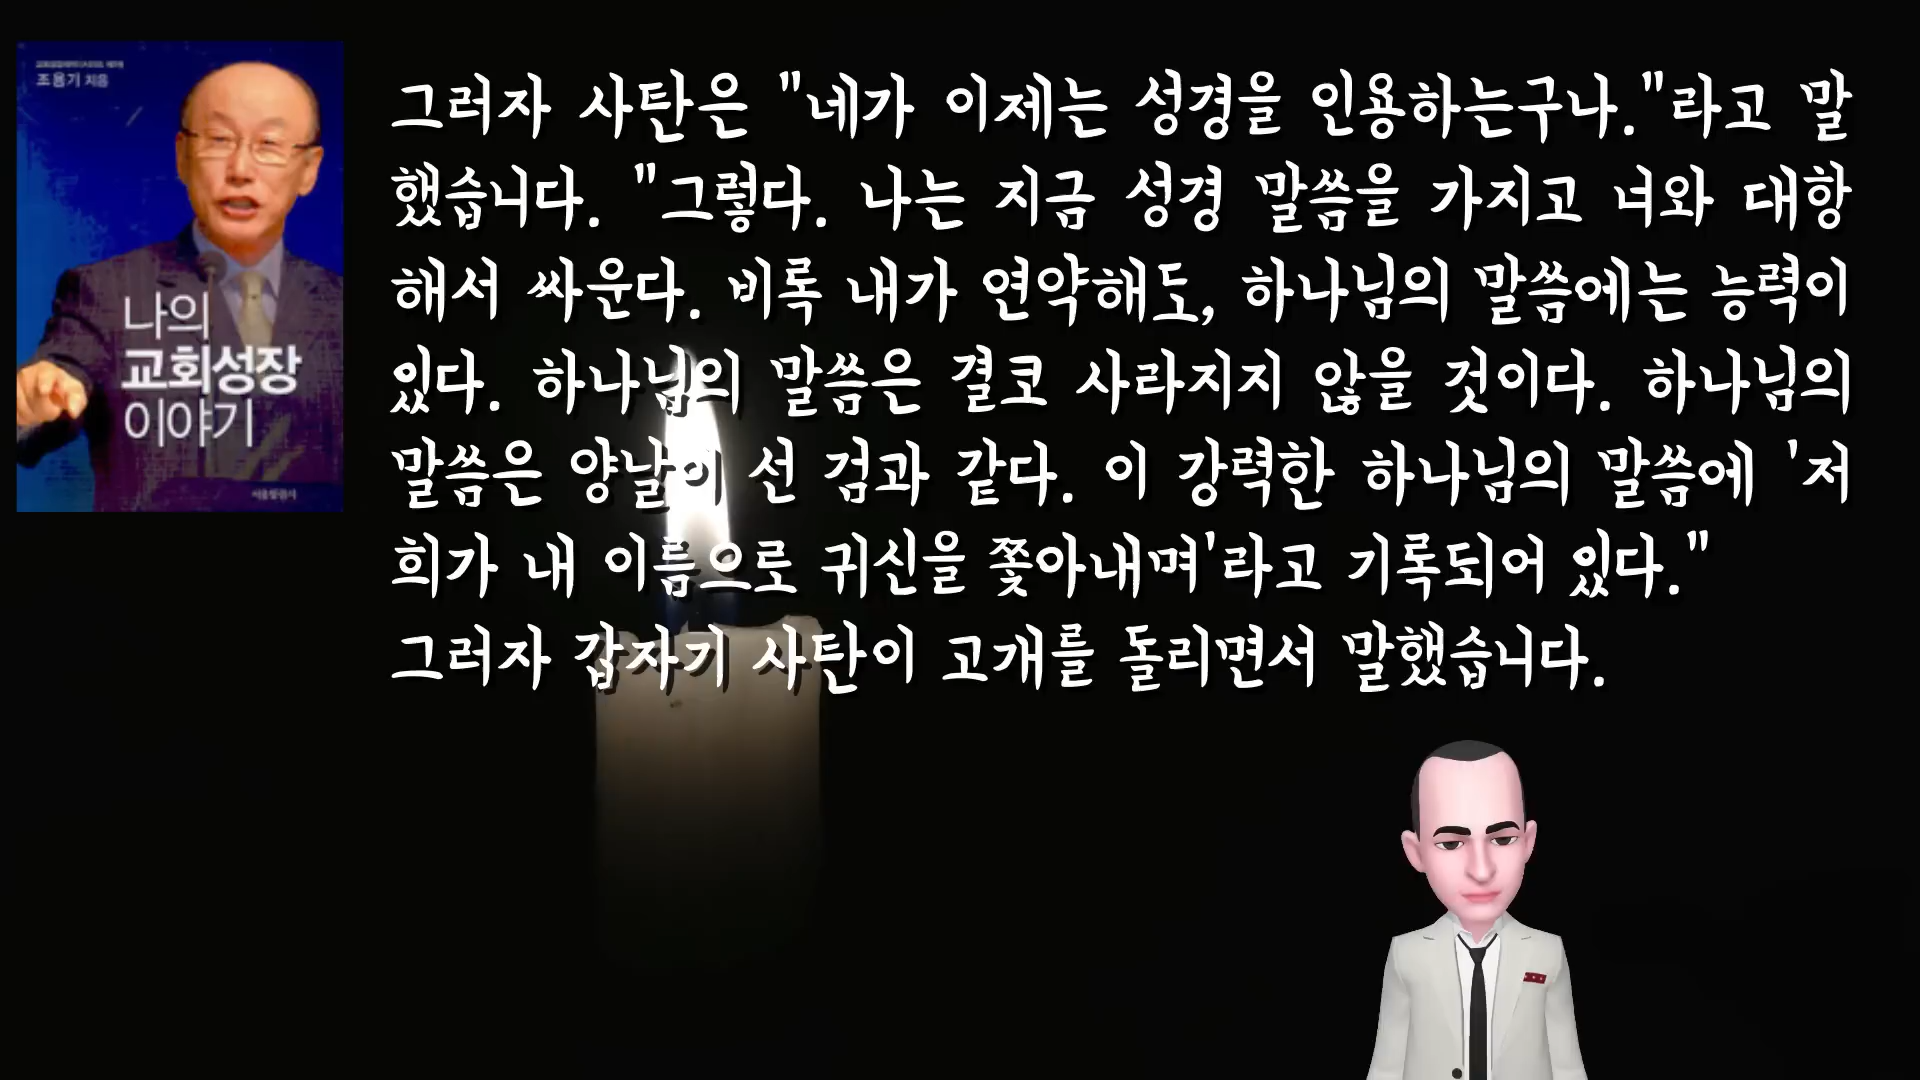 조용기 지음
나의
교회성장
이야기
서울말씀사
그러자 사탄은 "네가 이제는 성경을 인용하는구나."라고 말
했습니다. "그렇다. 나는 지금 성경 말씀을 가지고 너와 대항
해서 싸운다. 비록 내가 연약해도, 하나님의 말씀에는 능력이
있다. 하나님의 말씀은 결코 사라지지 않을 것이다. 하나님의
말씀은 양날이 선 검과 같다. 이 강력한 하나님의 말씀에 '저
희가 내 이름으로 귀신을 쫓아내며'라고 기록되어 있다."
그러자 갑자기 사탄이 고개를 돌리면서 말했습니다.